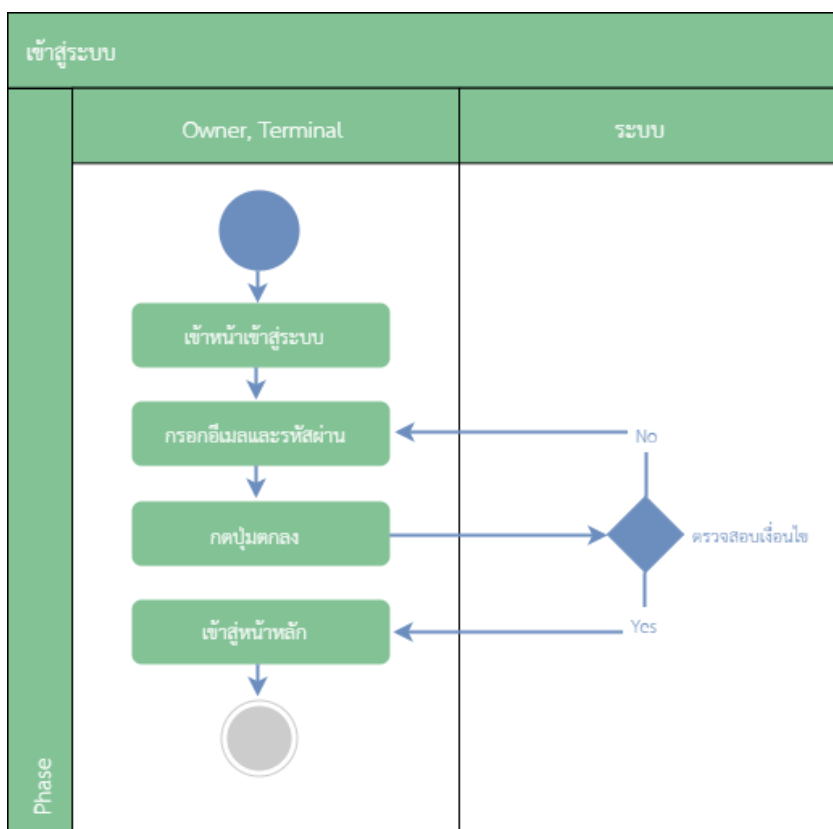 เข้าสู่ระบบ
Owner, Terminal
ระบบ
เข้าหน้าเข้าสู่ระบบ
กรอกอีเมลและรหัสผ่าน
No
กดปุ่มตกลง
ตรวจสอบเงื่อนไข
เข้าสู่หน้าหลัก
Yes
Phase